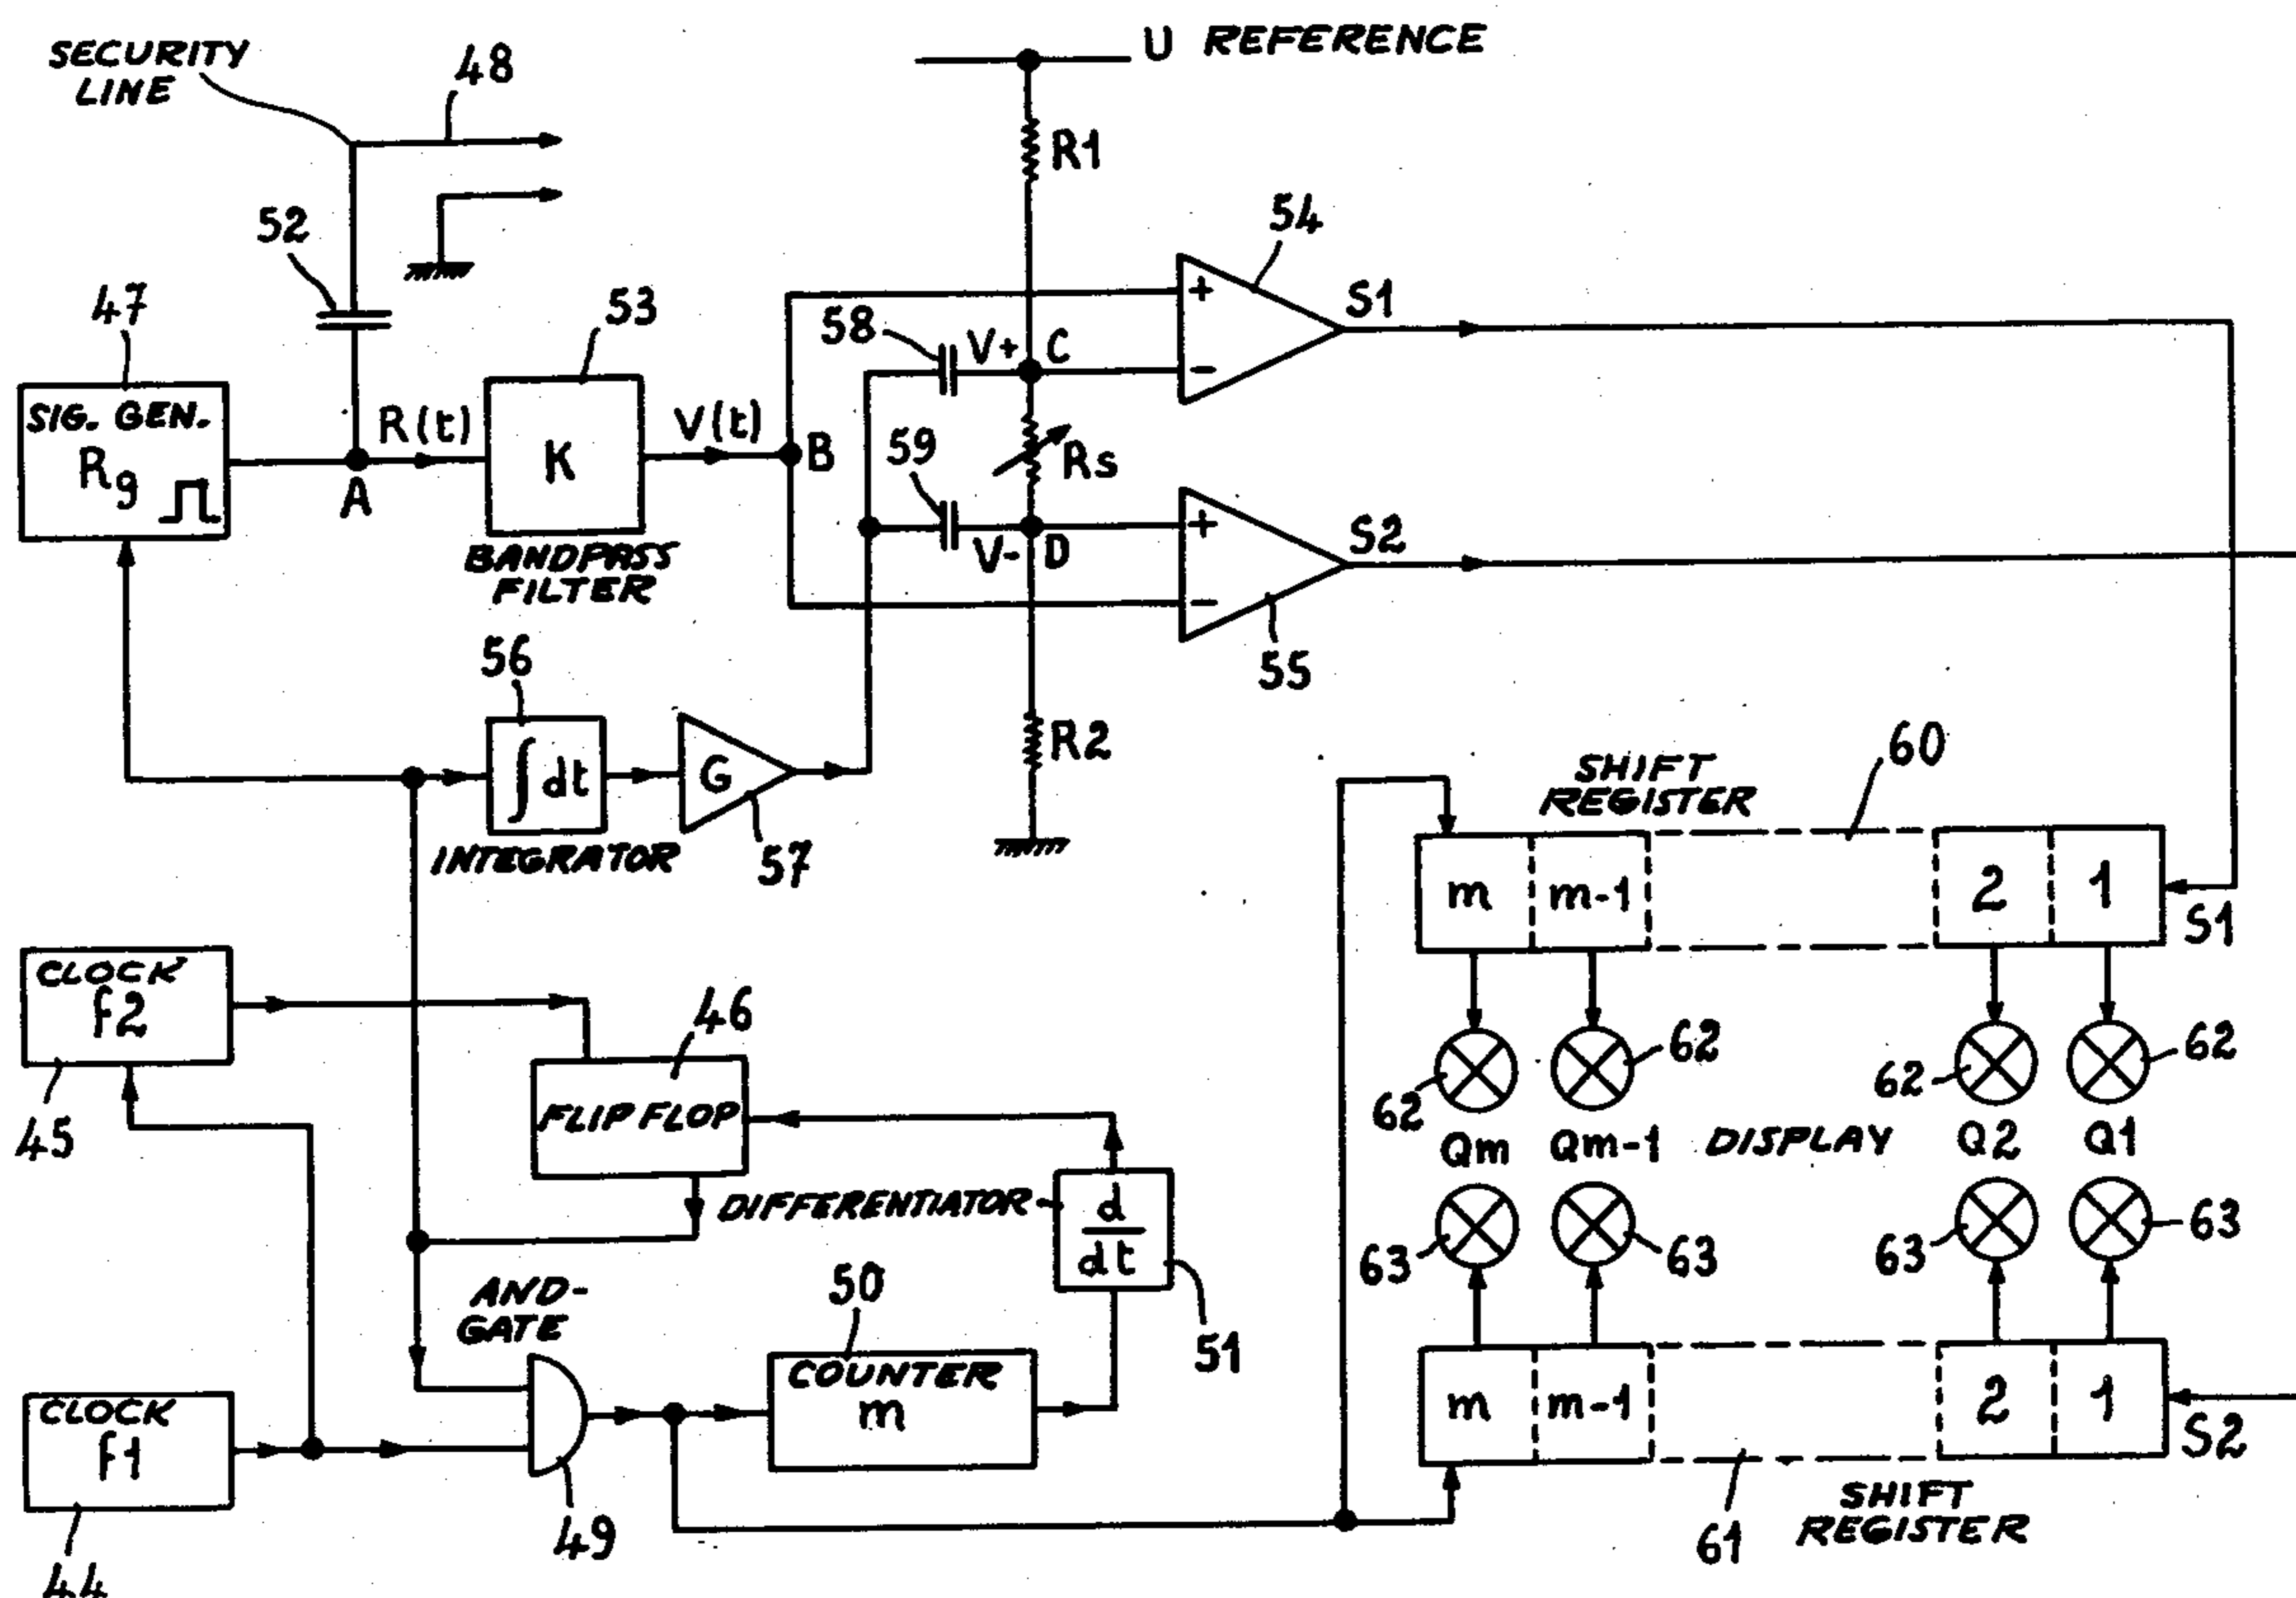 U REFERENCE
SECURITY
LINE
48
R1
52
54
47
53
58
V+
C
S1
SIG. GEN.
Rg
R(t)
K
V(t)
B
59
Rs
A
V-
D
S2
BANDPASS
FILTER
+
-
+
-
55
56
∫dt
G
R2
INTEGRATOR
57
SHIFT
REGISTER
60
m
m-1
2
1
S1
CLOCK
f2
45
46
FLIP FLOP
62
62
62
62
Qm
Qm-1
DISPLAY
Q2
Q1
DIFFERENTIATOR
d
dt
51
63
63
63
63
AND-
GATE
50
COUNTER
m
CLOCK
f1
44
49
m
m-1
2
1
S2
61
SHIFT
REGISTER